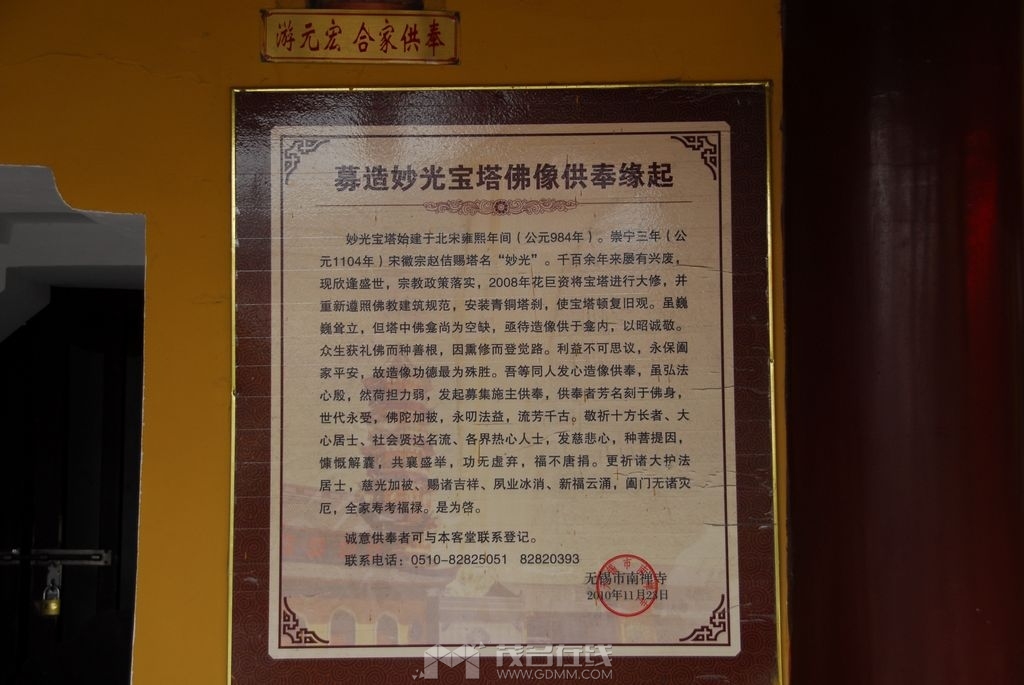 游元宏 合家供奉
募造妙光宝塔佛像供奉缘起
妙光宝塔始建于北宋雍熙年间（公元984年）。崇宁三年（公
元1104年）宋徽宗赵佶赐塔名“妙光”。千百余年来屡有兴废，
现欣逢盛世，宗教政策落实，2008年花巨资将宝塔进行大修，并
重新遵照佛教建筑规范，安装青铜塔刹，使宝塔顿复旧观。虽巍
巍耸立，但塔中佛龛尚为空缺，亟待造像供于龛内，以昭诚敬。
众生获礼佛而种善根，因熏修而登觉路。利益不可思议，永保阖
家平安，故造像功德最为殊胜。吾等同人发心造像供奉，虽弘法
心殷，然荷担力弱，发起募集施主供奉，供奉者芳名刻于佛身，
世代永受，佛陀加被，永叨法益，流芳千古。敬祈十方长者、大
心居士、社会贤达名流、各界热心人士，发慈悲心，种菩提因，
慷慨解囊，共襄盛举，功无虚弃，福不唐捐。更祈诸大护法
居士，慈光加被、赐诸吉祥、夙业冰消、新福云涌，阖门无诸灾
厄，全家寿考福禄。是为启。
诚意供奉者可与本客堂联系登记。
联系电话：0510-82825051 82820393
无锡市南禅寺
2010年11月23日
茂名在线
WWW.GDMM.COM